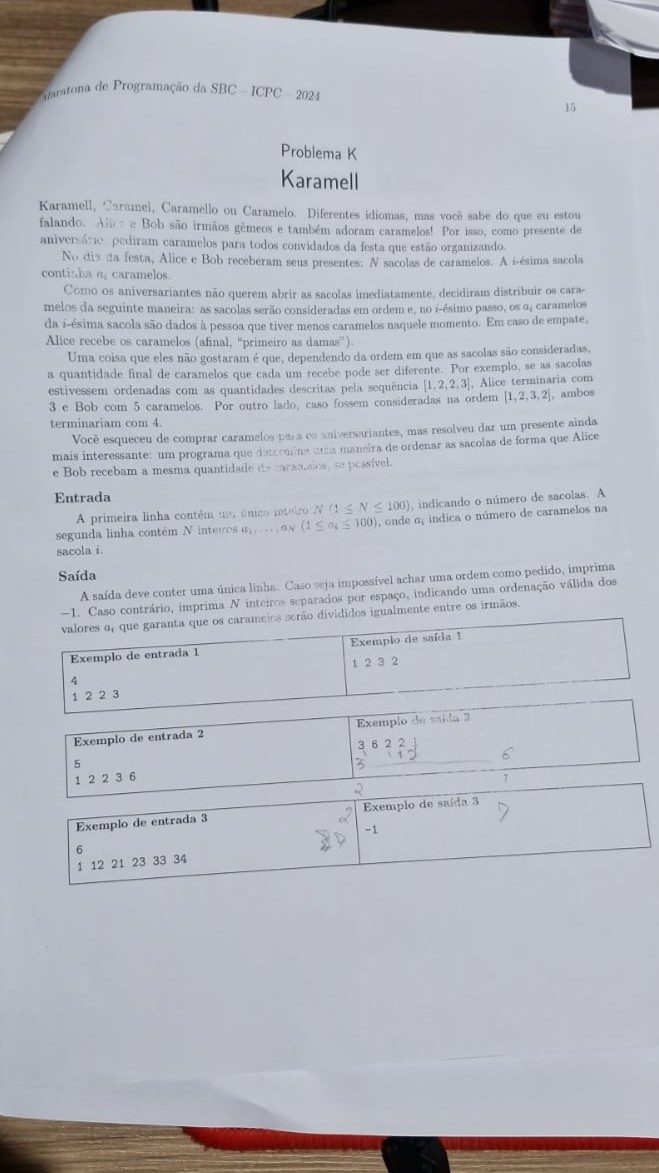 Maratona de Programação da SBC – ICPC – 2024
15
Problema K
Karamell
Karamell, Caramel, Caramello ou Caramelo. Diferentes idiomas, mas você sabe do que eu estou
falando. Alice e Bob são irmãos gêmeos e também adoram caramelos! Por isso, como presente de
aniversário, pediram caramelos para todos convidados da festa que estão organizando.
No dia da festa, Alice e Bob receberam seus presentes: N sacolas de caramelos. A i-ésima sacola
continha aᵢ caramelos.
Como os aniversariantes não querem abrir as sacolas imediatamente, decidiram distribuir os cara-
melos da seguinte maneira: as sacolas serão consideradas em ordem e, no i-ésimo passo, os aᵢ caramelos
da i-ésima sacola são dados à pessoa que tiver menos caramelos naquele momento. Em caso de empate,
Alice recebe os caramelos (afinal, "primeiro as damas").
Uma coisa que eles não gostaram é que, dependendo da ordem em que as sacolas são consideradas,
a quantidade final de caramelos que cada um recebe pode ser diferente. Por exemplo, se as sacolas
estivessem ordenadas com as quantidades descritas pela sequência [1, 2, 2, 3], Alice terminaria com
3 e Bob com 5 caramelos. Por outro lado, caso fossem consideradas na ordem [1, 2, 3, 2], ambos
terminariam com 4.
Você esqueceu de comprar caramelos para os aniversariantes, mas resolveu dar um presente ainda
mais interessante: um programa que determina uma maneira de ordenar as sacolas de forma que Alice
e Bob recebam a mesma quantidade de caramelos, se possível.
Entrada
A primeira linha contém um único inteiro N (1 ≤ N ≤ 100), indicando o número de sacolas. A
segunda linha contém N inteiros a₁, . . . , a_N (1 ≤ aᵢ ≤ 100), onde aᵢ indica o número de caramelos na
sacola i.
Saída
A saída deve conter uma única linha. Caso seja impossível achar uma ordem como pedido, imprima
−1. Caso contrário, imprima N inteiros separados por espaço, indicando uma ordenação válida dos
valores aᵢ que garanta que os caramelos serão divididos igualmente entre os irmãos.
Exemplo de entrada 1
4
1 2 2 3
Exemplo de saída 1
1 2 3 2
Exemplo de entrada 2
5
1 2 2 3 6
Exemplo de saída 2
3 6 2 2 1
3
6
2
2
Exemplo de entrada 3
6
1 12 21 23 33 34
Exemplo de saída 3
-1